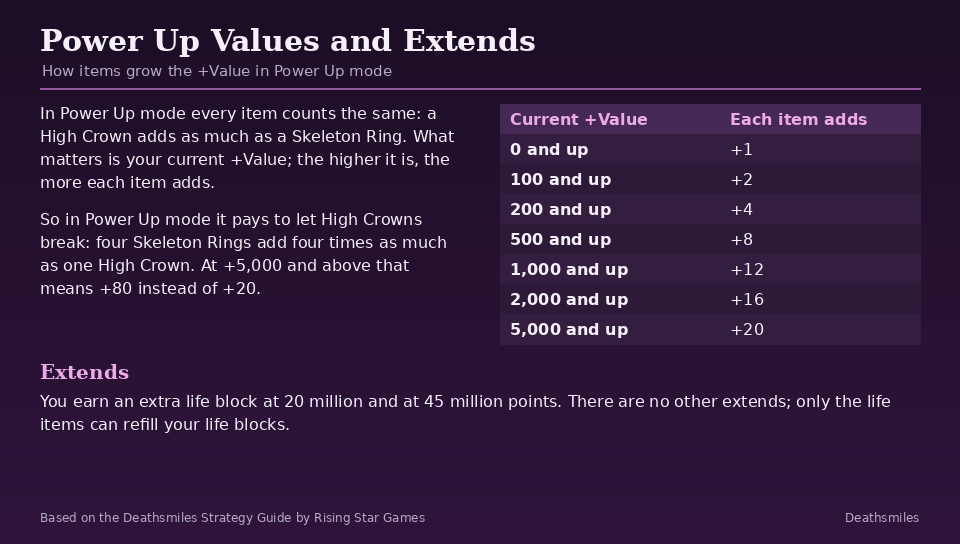 Power Up Values and Extends
How items grow the +Value in Power Up mode
In Power Up mode every item counts the same: a
High Crown adds as much as a Skeleton Ring. What
matters is your current +Value; the higher it is, the
more each item adds.
So in Power Up mode it pays to let High Crowns
break: four Skeleton Rings add four times as much
as one High Crown. At +5,000 and above that
means +80 instead of +20.
Current +Value Each item adds
0 and up +1
100 and up +2
200 and up +4
500 and up +8
1,000 and up +12
2,000 and up +16
5,000 and up +20
Extends
You earn an extra life block at 20 million and at 45 million points. There are no other extends; only the life
items can refill your life blocks.
Based on the Deathsmiles Strategy Guide by Rising Star Games
Deathsmiles